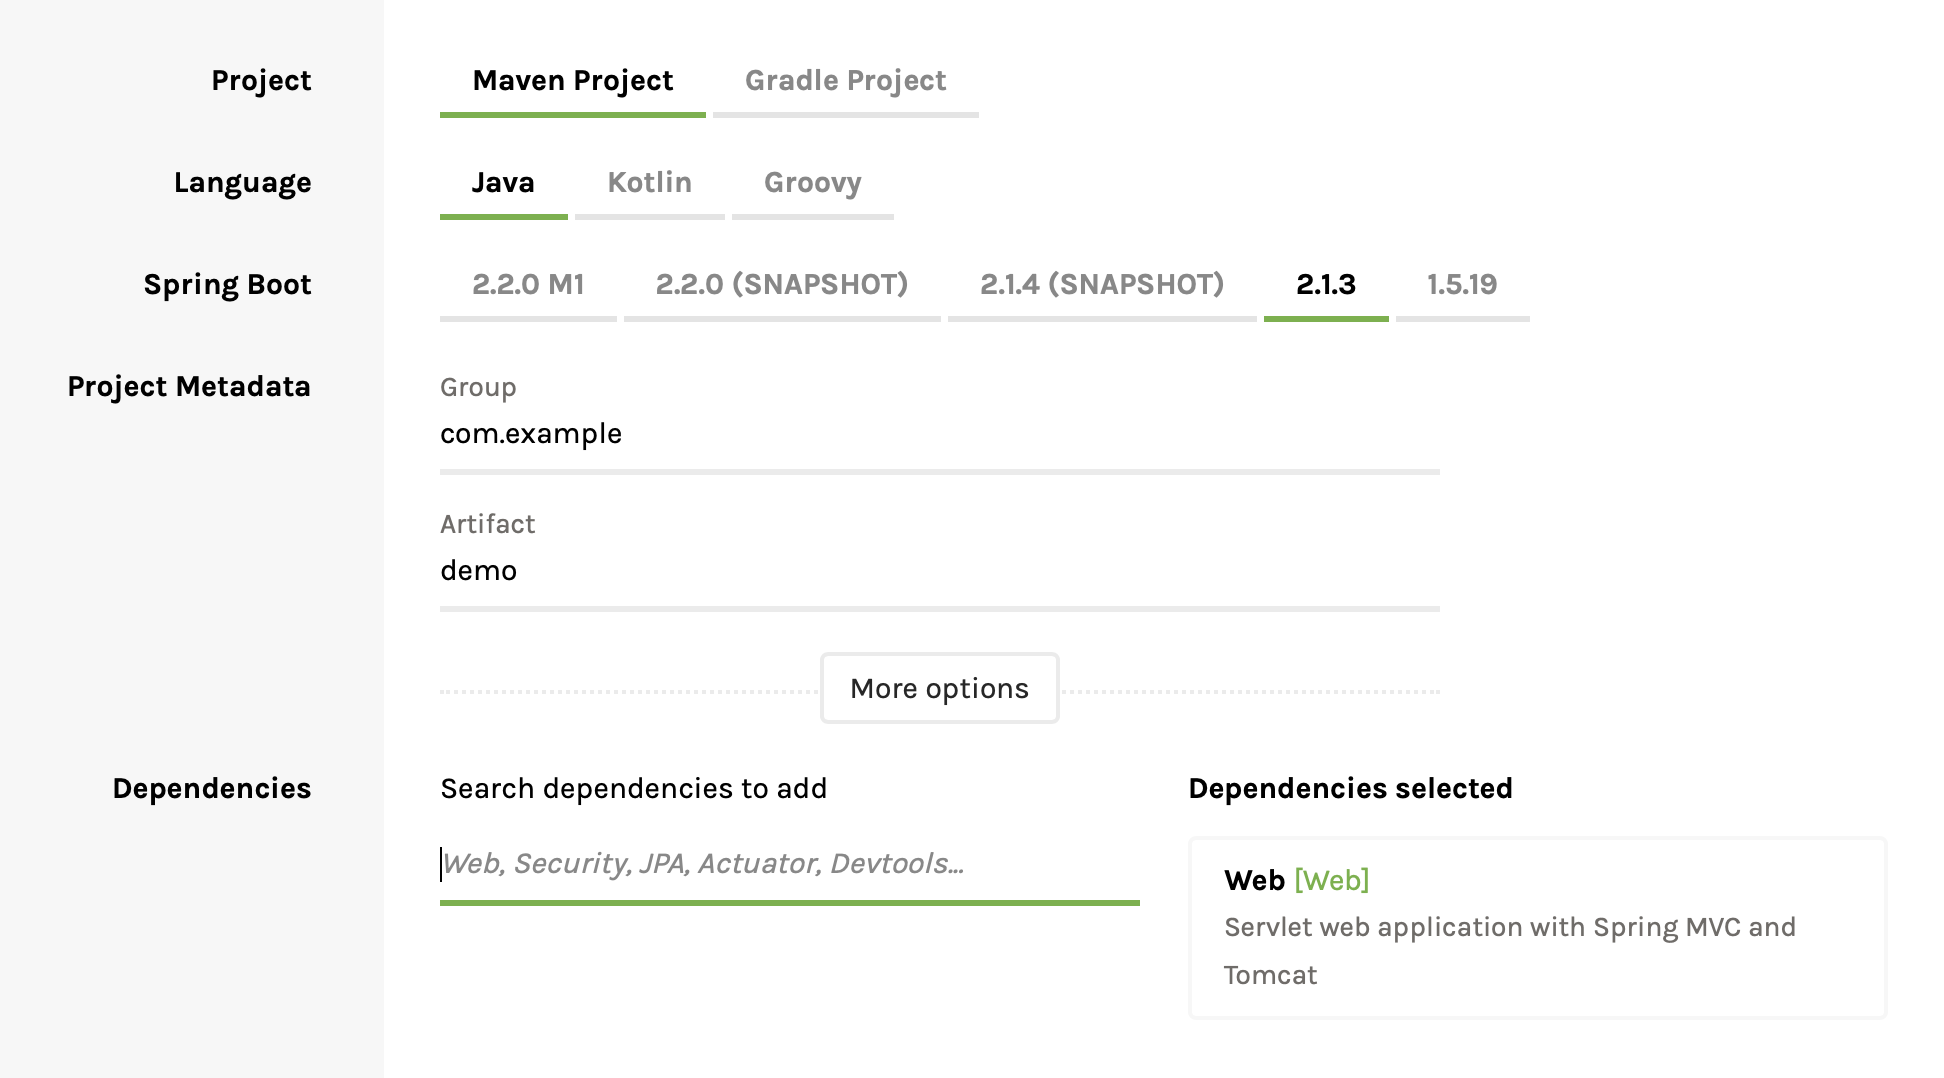 Project
Maven Project Gradle Project
Language
Java Kotlin Groovy
Spring Boot
2.2.0 M1 2.2.0 (SNAPSHOT) 2.1.4 (SNAPSHOT) 2.1.3 1.5.19
Project Metadata
Group
com.example
Artifact
demo
More options
Dependencies
Search dependencies to add
Web, Security, JPA, Actuator, Devtools...
Dependencies selected
Web [Web]
Servlet web application with Spring MVC and
Tomcat